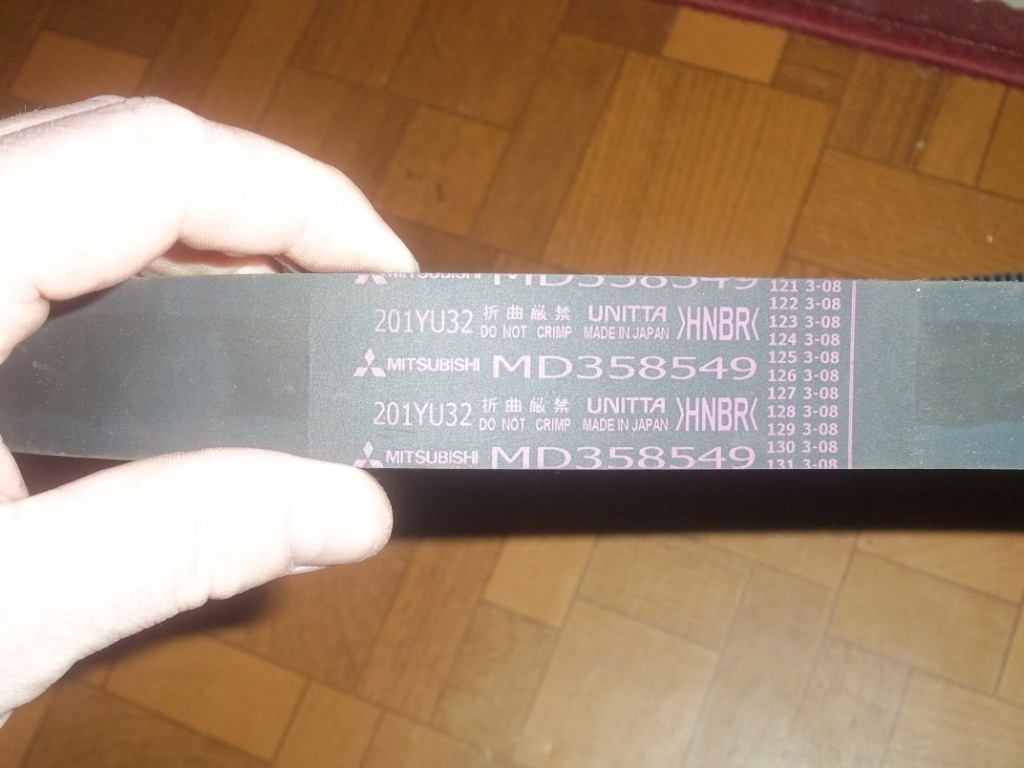 MITSUBISHI MD358549
121 3-08
122 3-08
201YU32 折曲厳禁 UNITTA >HNBR<
DO NOT CRIMP MADE IN JAPAN
123 3-08
124 3-08
125 3-08
MITSUBISHI MD358549
126 3-08
127 3-08
201YU32 折曲厳禁 UNITTA >HNBR<
DO NOT CRIMP MADE IN JAPAN
128 3-08
129 3-08
130 3-08
MITSUBISHI MD358549
131 3-08